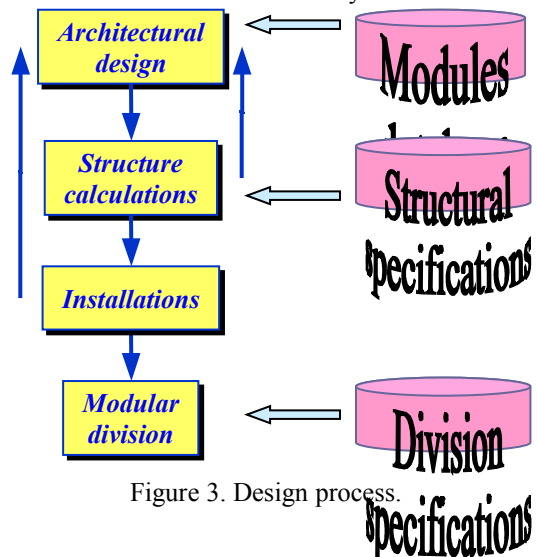 Architectural
design
Modules
Structure
calculations
Structural
specifications
Installations
Modular
division
Division
specifications
Figure 3. Design process.